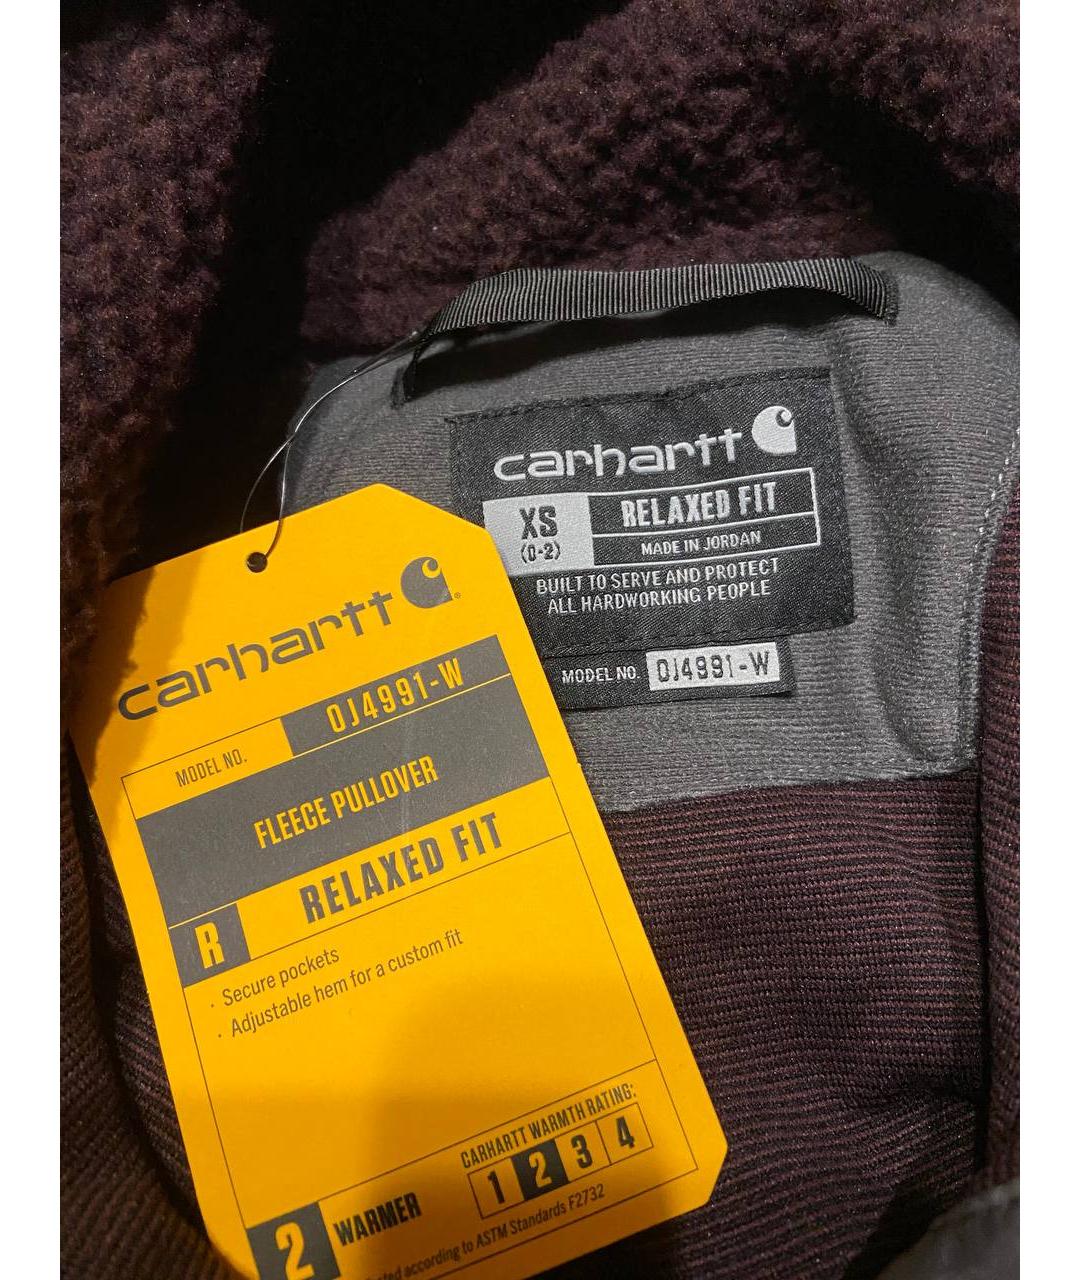 carhartt
XS
(0-2)
RELAXED FIT
MADE IN JORDAN
BUILT TO SERVE AND PROTECT
ALL HARDWORKING PEOPLE
MODEL NO. OJ4991-W
carhartt
MODEL NO. OJ4991-W
FLEECE PULLOVER
R RELAXED FIT
· Secure pockets
· Adjustable hem for a custom fit
CARHARTT WARMTH RATING:
1 2 3 4
2 WARMER
according to ASTM Standards F2732